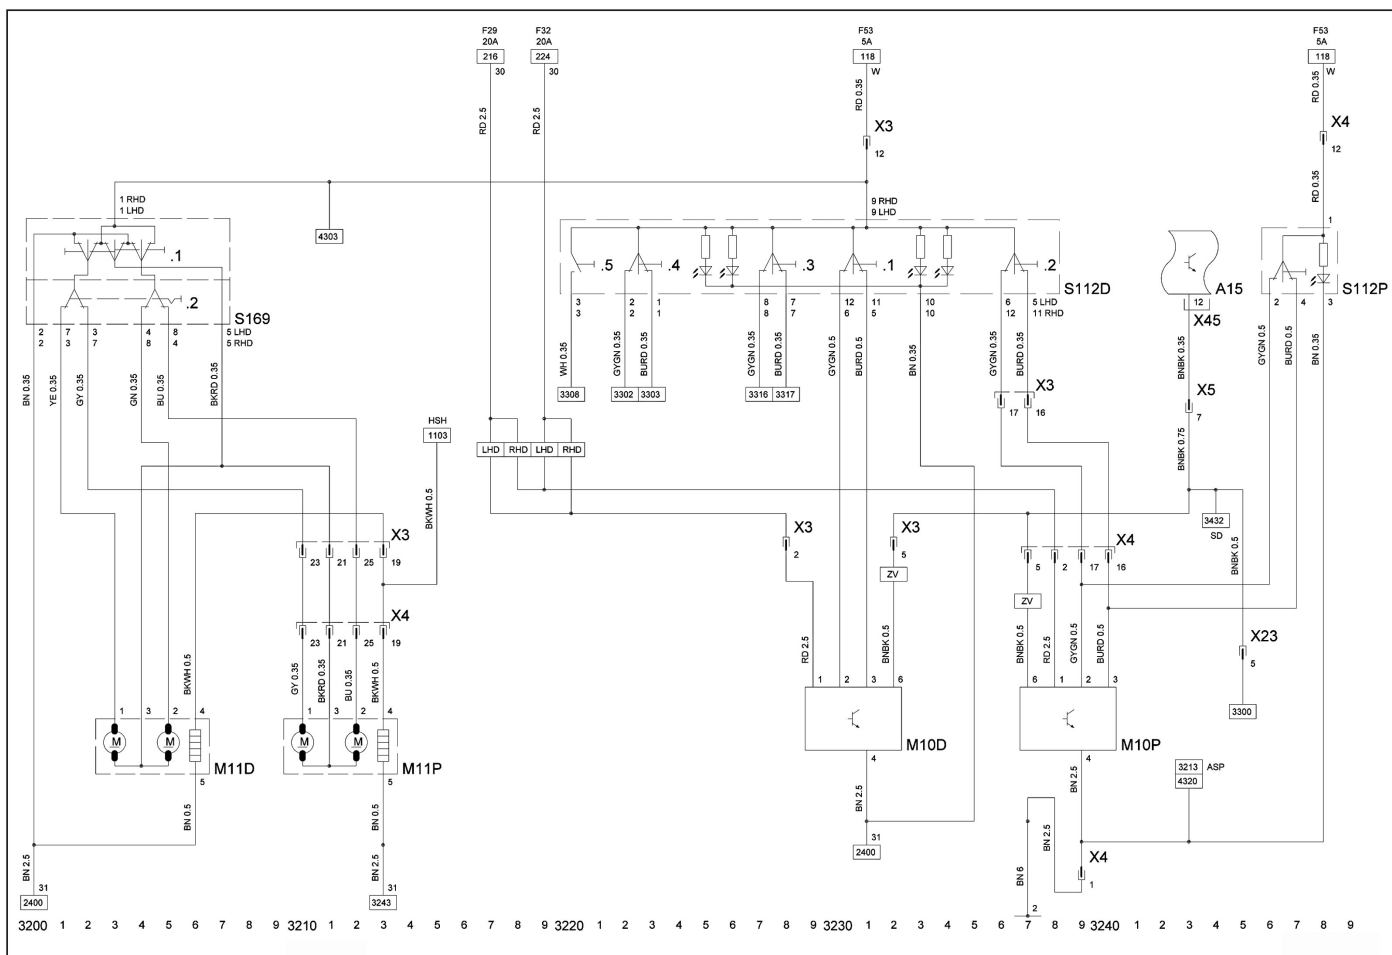 F29 F32 F53 F53
20A 20A 5A 5A
216 224 118 118
30 30 W W
RD 2.5 RD 2.5 RD 0.35 RD 0.35
X3 X4
12 12
RD 0.35
1 RHD
1 LHD
9 RHD
9 LHD
1
4303
.1 .5 .4 .3 .1 .2
.2
S169 S112D A15 S112P
12
X45
2 7 3 4 8 5 LHD
2 3 7 8 4 5 RHD
3 2 1 8 7 12 11 10 6 5 LHD
3 2 1 8 7 6 5 10 12 11 RHD
2 4 3
BN 0.35 YE 0.35 GY 0.35 GN 0.35 BU 0.35 BKRD 0.35
WH 0.35 GYGN 0.35 BURD 0.35 GYGN 0.35 BURD 0.35 GYGN 0.5 BURD 0.5 BN 0.35 GYGN 0.35 BURD 0.35
BNBK 0.35 GYGN 0.5 BURD 0.5 BN 0.35
3308 3302 3303 3316 3317
X3 X5
17 16 7
HSH
1103
LHD RHD LHD RHD
BKWH 0.5 BNBK 0.75
3432
SD
X3 X3 X3 X4
23 21 25 19 2 5 5 2 17 16
ZV ZV
BNBK 0.5
X4 X23
23 21 25 19 5
BKWH 0.5 GY 0.35 BKRD 0.35 BU 0.35 BKWH 0.5
RD 2.5 BNBK 0.5 BNBK 0.5 RD 2.5 GYGN 0.5 BURD 0.5
1 2 3 6 6 1 2 3
3300
1 3 2 4 1 3 2 4
M M M M
M11D M11P M10D M10P
5 5 4 4
BN 0.5 BN 0.5 BN 2.5 BN 2.5
3213 ASP
4320
31
2400
BN 2.5 BN 2.5 BN 6 BN 2.5
X4
1
31 31
2400 3243
2
3200 1 2 3 4 5 6 7 8 9 3210 1 2 3 4 5 6 7 8 9 3220 1 2 3 4 5 6 7 8 9 3230 1 2 3 4 5 6 7 8 9 3240 1 2 3 4 5 6 7 8 9